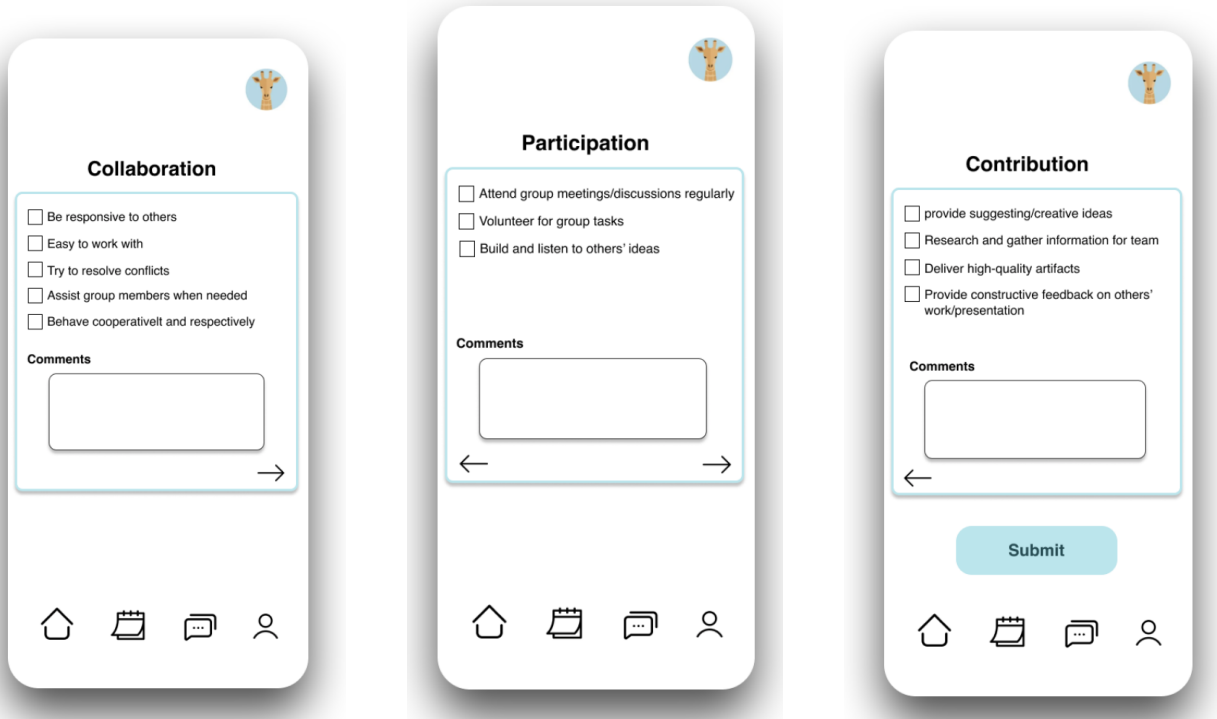 Collaboration
Be responsive to others
Easy to work with
Try to resolve conflicts
Assist group members when needed
Behave cooperativelt and respectively
Comments
Participation
Attend group meetings/discussions regularly
Volunteer for group tasks
Build and listen to others' ideas
Comments
Contribution
provide suggesting/creative ideas
Research and gather information for team
Deliver high-quality artifacts
Provide constructive feedback on others'
work/presentation
Comments
Submit